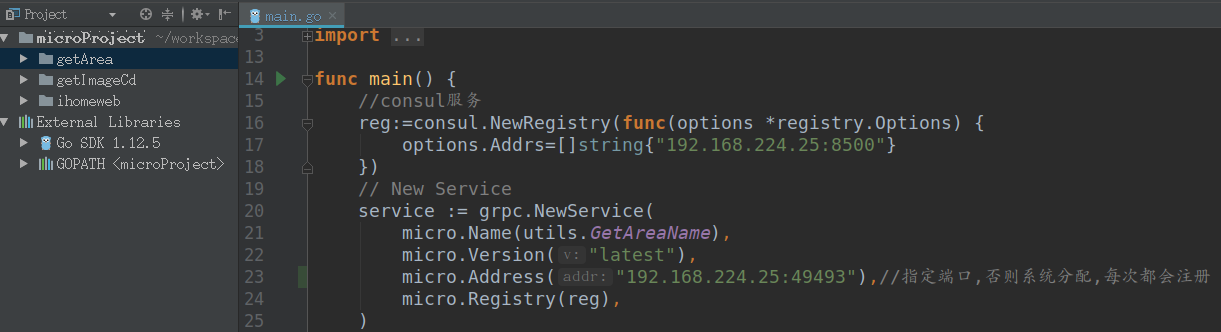 Project
main.go ×
microProject ~/workspace
getArea
getImageCd
ihomeweb
External Libraries
Go SDK 1.12.5
GOPATH <microProject>
3 import ...
13
14 func main() {
15 //consul服务
16 reg:=consul.NewRegistry(func(options *registry.Options) {
17 options.Addrs=[]string{"192.168.224.25:8500"}
18 })
19 // New Service
20 service := grpc.NewService(
21 micro.Name(utils.GetAreaName),
22 micro.Version( v: "latest"),
23 micro.Address( addr: "192.168.224.25:49493"),//指定端口,否则系统分配,每次都会注册
24 micro.Registry(reg),
25 )